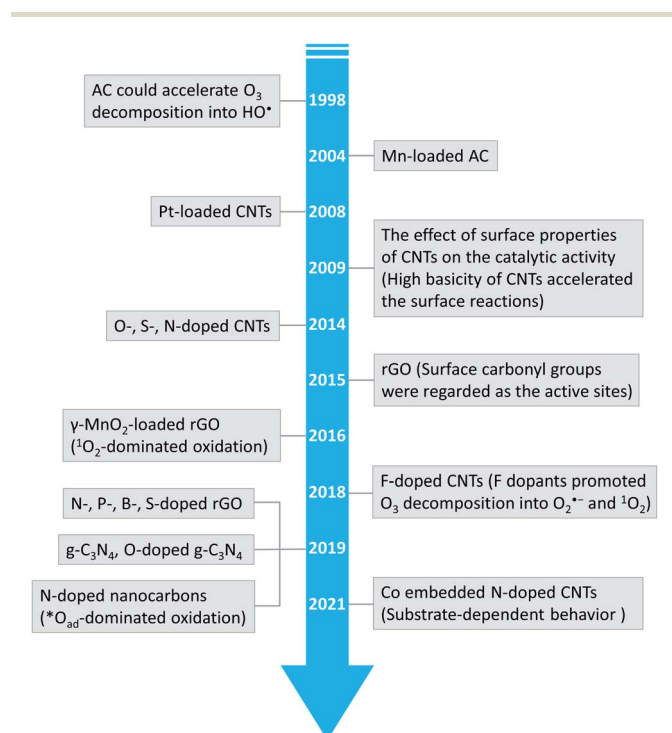 AC could accelerate O₃
decomposition into HO•
1998
2004
Mn-loaded AC
Pt-loaded CNTs
2008
The effect of surface properties
of CNTs on the catalytic activity
(High basicity of CNTs accelerated
the surface reactions)
2009
O-, S-, N-doped CNTs
2014
2015
rGO (Surface carbonyl groups
were regarded as the active sites)
γ-MnO₂-loaded rGO
(¹O₂-dominated oxidation)
2016
2018
F-doped CNTs (F dopants promoted
O₃ decomposition into O₂•⁻ and ¹O₂)
N-, P-, B-, S-doped rGO
g-C₃N₄, O-doped g-C₃N₄
2019
N-doped nanocarbons
(*Oad-dominated oxidation)
2021
Co embedded N-doped CNTs
(Substrate-dependent behavior )